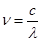 ν = c/λ